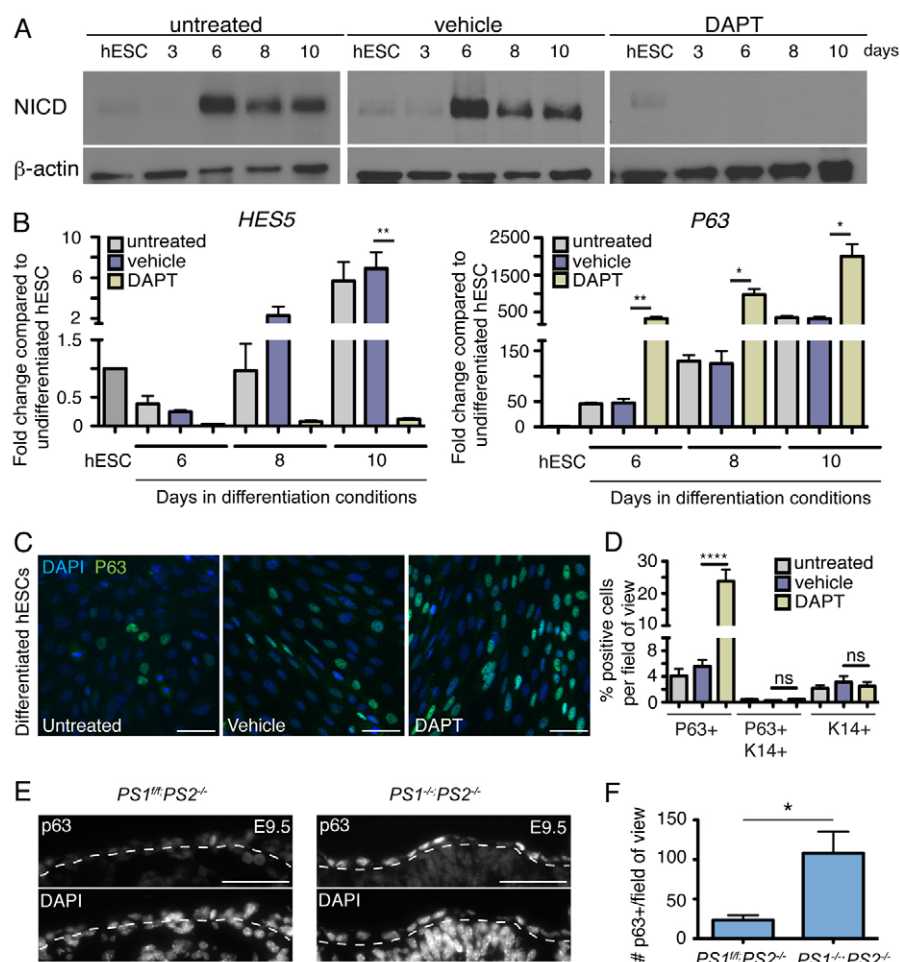 A
untreated vehicle DAPT
hESC 3 6 8 10 hESC 3 6 8 10 hESC 3 6 8 10 days
NICD
β-actin
B
HES5
Fold change compared to
undifferentiated hESC
10
6
2
1.5
0.5
0
untreated
vehicle
DAPT
**
hESC 6 8 10
Days in differentiation conditions
P63
Fold change compared to
undifferentiated hESC
2500
1500
500
150
50
0
untreated
vehicle
DAPT
** * *
hESC 6 8 10
Days in differentiation conditions
C
Differentiated hESCs
DAPI P63
Untreated Vehicle DAPT
D
% positive cells
per field of view
30
20
10
8
4
0
****
ns
ns
untreated
vehicle
DAPT
P63+ P63+ K14+
K14+
E
PS1f/f;PS2-/- PS1-/-;PS2-/-
p63 E9.5 p63 E9.5
DAPI DAPI
F
# p63+/field of view
150
100
50
0
*
PS1f/f;PS2-/- PS1-/-;PS2-/-